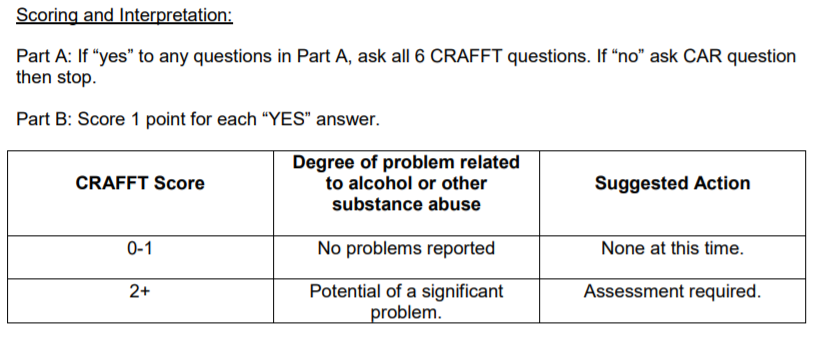 Scoring and Interpretation:
Part A: If “yes” to any questions in Part A, ask all 6 CRAFFT questions. If “no” ask CAR question
then stop.
Part B: Score 1 point for each “YES” answer.
CRAFFT Score
Degree of problem related
to alcohol or other
substance abuse
Suggested Action
0-1
No problems reported
None at this time.
2+
Potential of a significant
problem.
Assessment required.